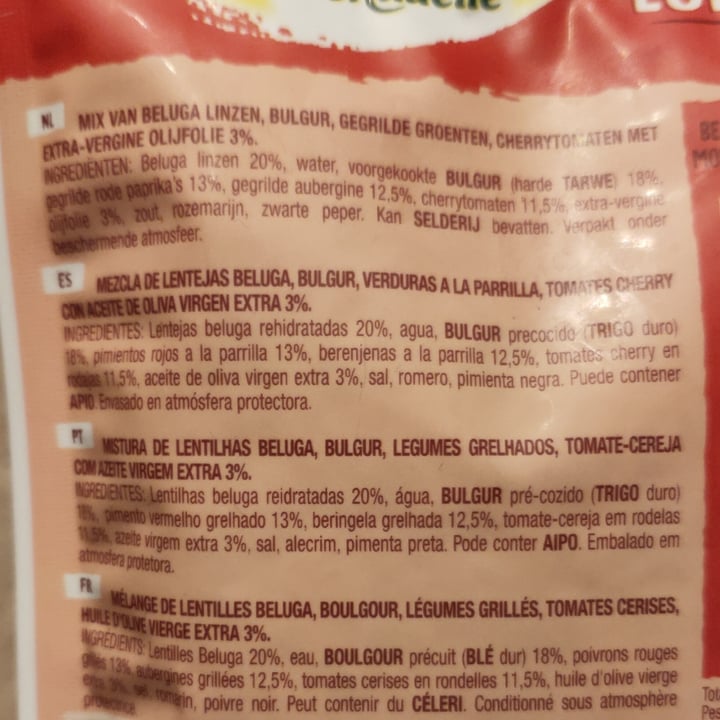 NL MIX VAN BELUGA LINZEN, BULGUR, GEGRILDE GROENTEN, CHERRYTOMATEN MET
EXTRA-VERGINE OLIJFOLIE 3%.
INGREDIËNTEN: Beluga linzen 20%, water, voorgekookte BULGUR (harde TARWE) 18%,
gegrilde rode paprika's 13%, gegrilde aubergine 12,5%, cherrytomaten 11,5%, extra-vergine
olijfolie 3%, zout, rozemarijn, zwarte peper. Kan SELDERIJ bevatten. Verpakt onder
beschermende atmosfeer.
ES MEZCLA DE LENTEJAS BELUGA, BULGUR, VERDURAS A LA PARRILLA, TOMATES CHERRY
CON ACEITE DE OLIVA VIRGEN EXTRA 3%.
INGREDIENTES: Lentejas beluga rehidratadas 20%, agua, BULGUR precocido (TRIGO duro)
18%, pimientos rojos a la parrilla 13%, berenjenas a la parrilla 12,5%, tomates cherry en
rodajas 11,5%, aceite de oliva virgen extra 3%, sal, romero, pimienta negra. Puede contener
APIO. Envasado en atmósfera protectora.
PT MISTURA DE LENTILHAS BELUGA, BULGUR, LEGUMES GRELHADOS, TOMATE-CEREJA
COM AZEITE VIRGEM EXTRA 3%.
INGREDIENTES: Lentilhas beluga reidratadas 20%, água, BULGUR pré-cozido (TRIGO duro)
18%, pimento vermelho grelhado 13%, beringela grelhada 12,5%, tomate-cereja em rodelas
11,5%, azeite virgem extra 3%, sal, alecrim, pimenta preta. Pode conter AIPO. Embalado em
atmosfera protetora.
FR MÉLANGE DE LENTILLES BELUGA, BOULGOUR, LÉGUMES GRILLÉS, TOMATES CERISES,
HUILE D'OLIVE VIERGE EXTRA 3%.
INGRÉDIENTS: Lentilles Beluga 20%, eau, BOULGOUR précuit (BLÉ dur) 18%, poivrons rouges
grillés 13%, aubergines grillées 12,5%, tomates cerises en rondelles 11,5%, huile d'olive vierge
extra 3%, sel, romarin, poivre noir. Peut contenir du CÉLERI. Conditionné sous atmosphère
protectrice.